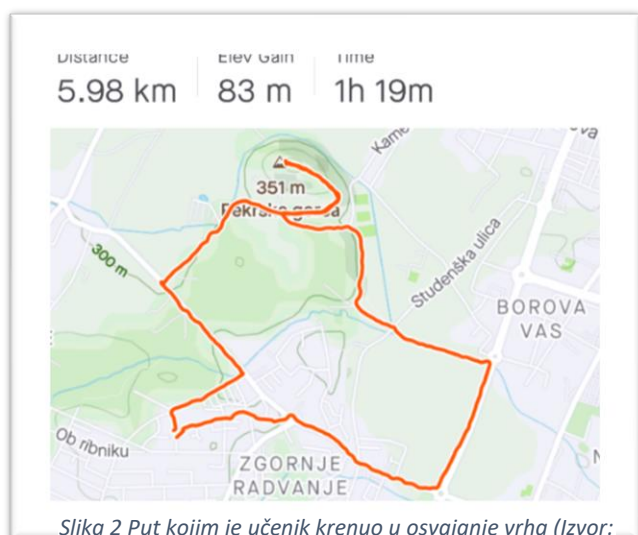 Distance Elev Gain Time
5.98 km 83 m 1h 19m
Kame
351 m
Pekrska gorca
300 m
Studenška ulica
BOROVA
VAS
Ob ribniku
ZGORNJE
RADVANJE
Slika 2 Put kojim je učenik krenuo u osvajanje vrha (Izvor: